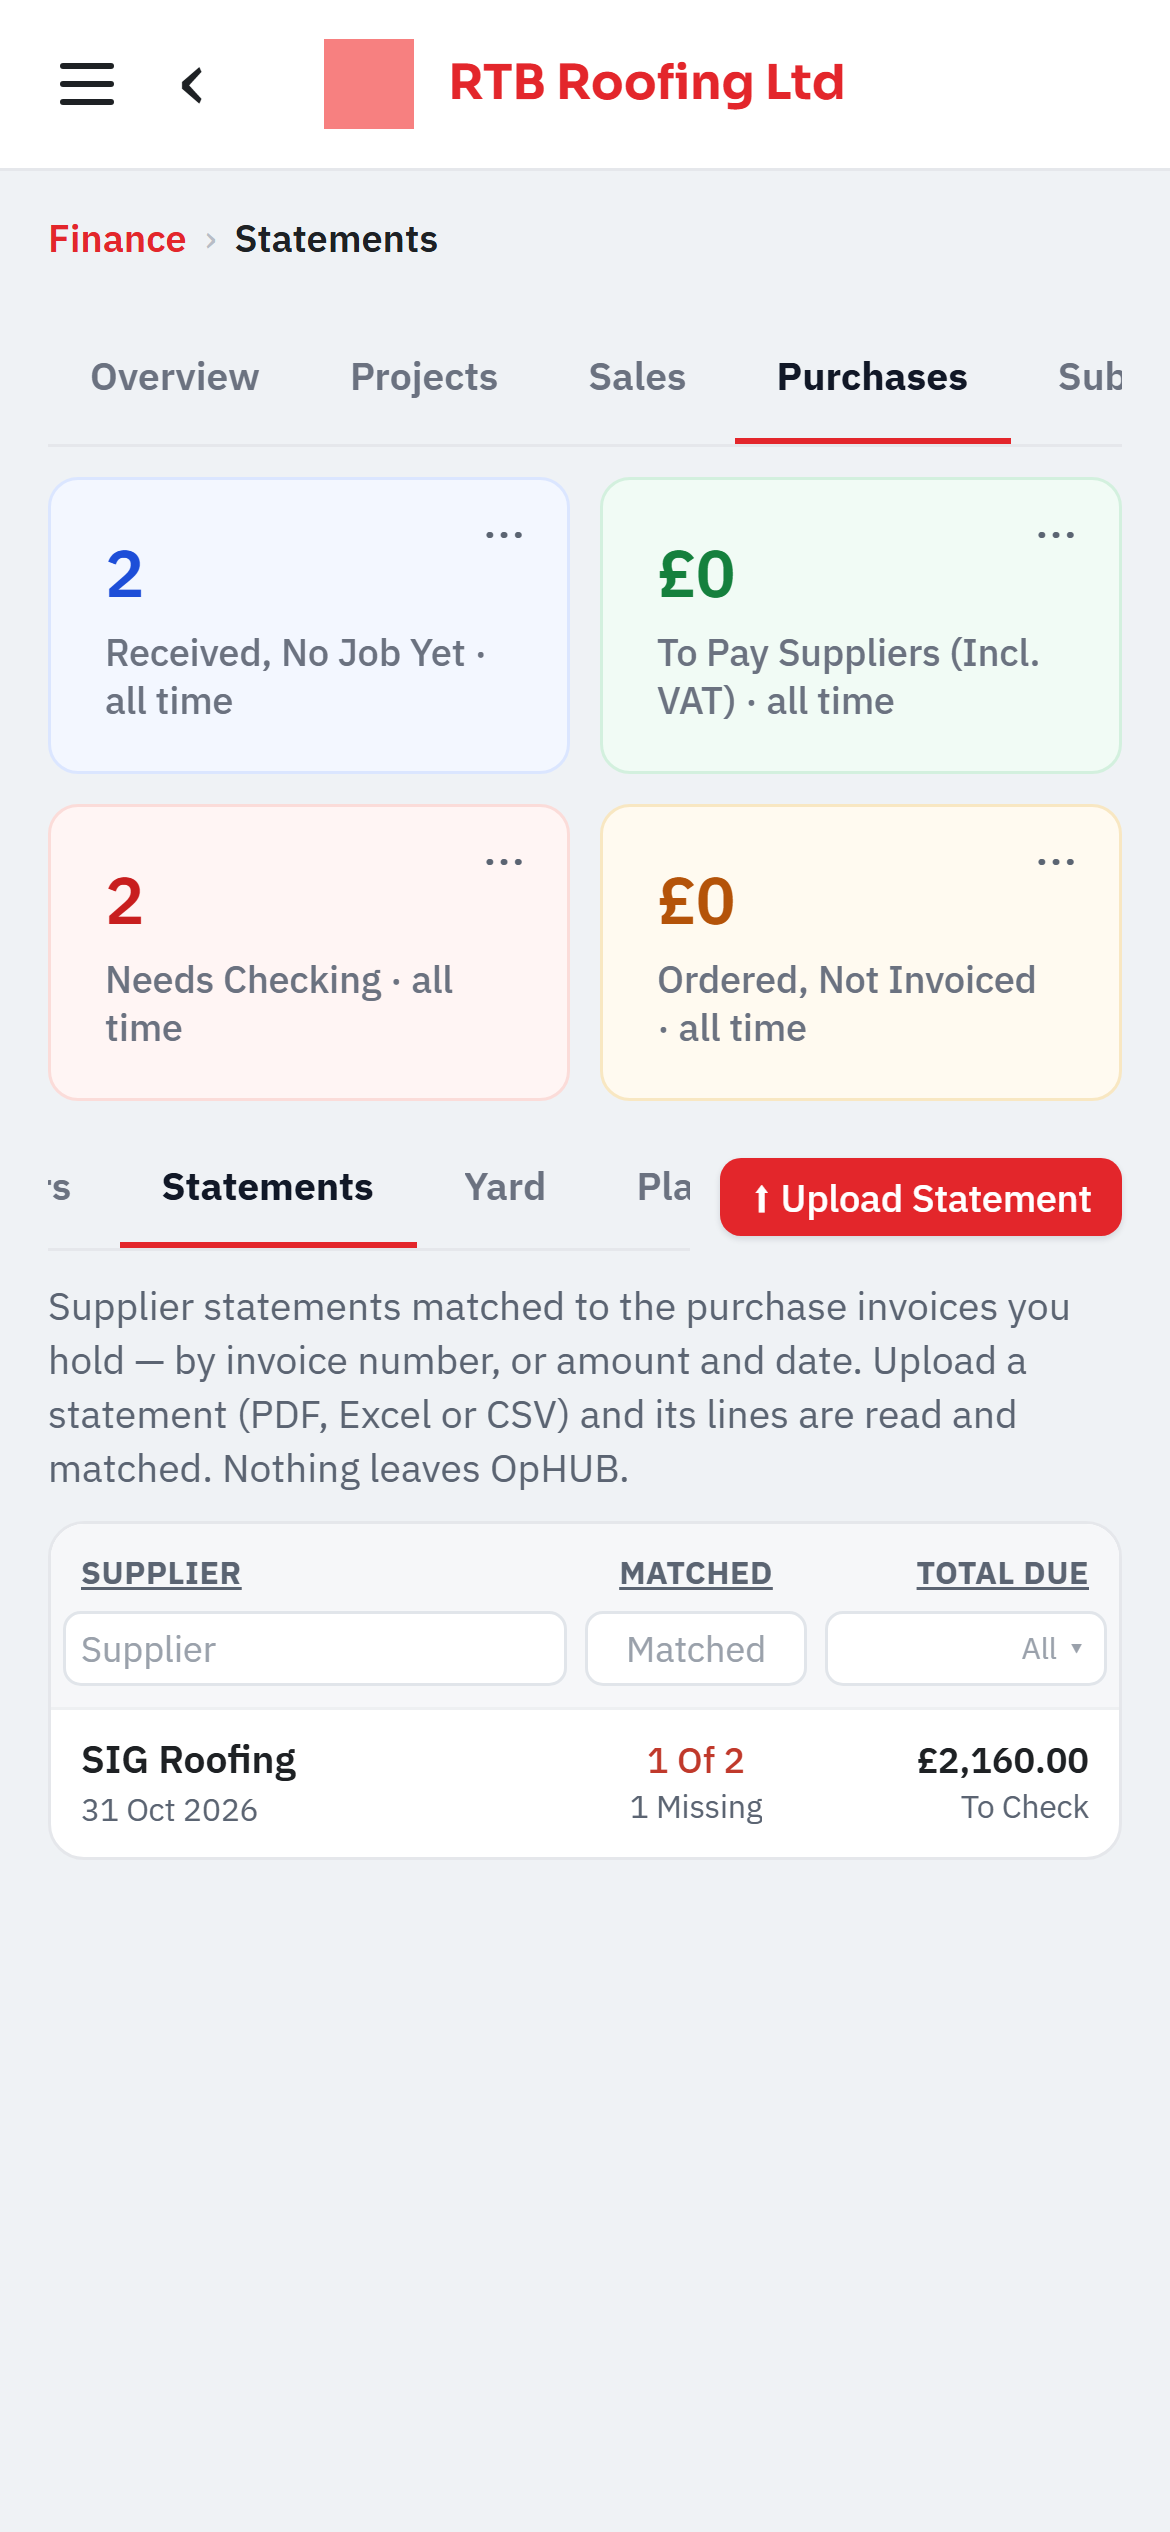 RTB Roofing Ltd
Finance › Statements
Overview Projects Sales Purchases Sub
2
Received, No Job Yet ·
all time
£0
To Pay Suppliers (Incl.
VAT) · all time
2
Needs Checking · all
time
£0
Ordered, Not Invoiced
· all time
s Statements Yard Pla
⬆ Upload Statement
Supplier statements matched to the purchase invoices you
hold — by invoice number, or amount and date. Upload a
statement (PDF, Excel or CSV) and its lines are read and
matched. Nothing leaves OpHUB.
SUPPLIER MATCHED TOTAL DUE
Supplier Matched All ▼
SIG Roofing 1 Of 2 £2,160.00
31 Oct 2026 1 Missing To Check